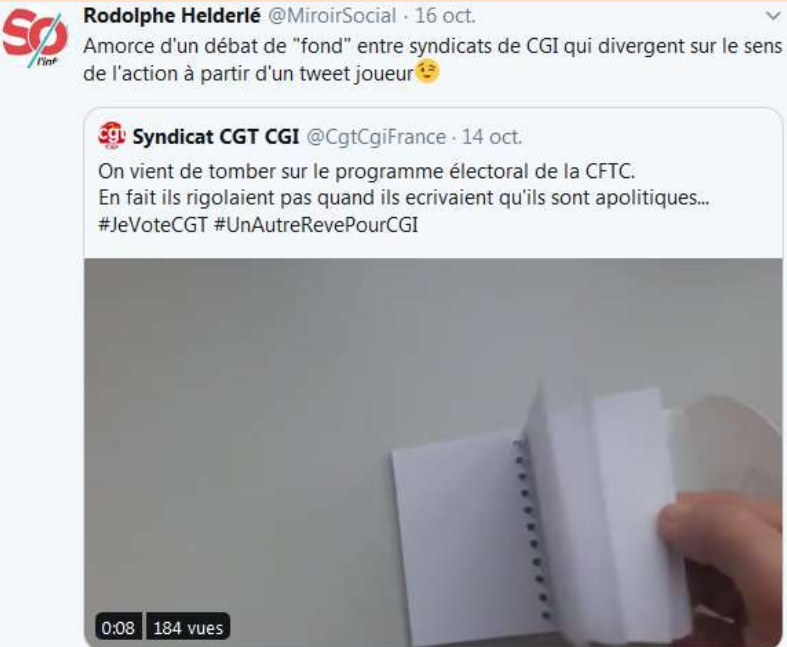 SO
l'inf
Rodolphe Helderlé @MiroirSocial · 16 oct.
Amorce d'un débat de "fond" entre syndicats de CGI qui divergent sur le sens
de l'action à partir d'un tweet joueur😉
cgt Syndicat CGT CGI @CgtCgiFrance · 14 oct.
On vient de tomber sur le programme électoral de la CFTC.
En fait ils rigolaient pas quand ils ecrivaient qu'ils sont apolitiques...
#JeVoteCGT #UnAutreRevePourCGI
0:08 184 vues